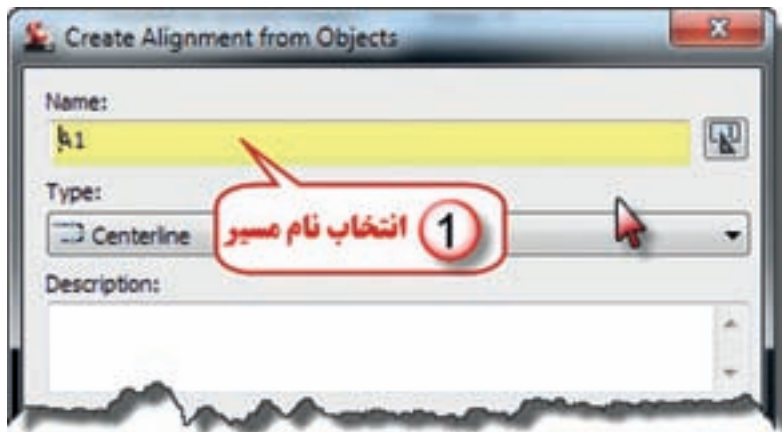 Create Alignment from Objects
Name:
A1
Type:
Centerline
1 انتخاب نام مسیر
Description: